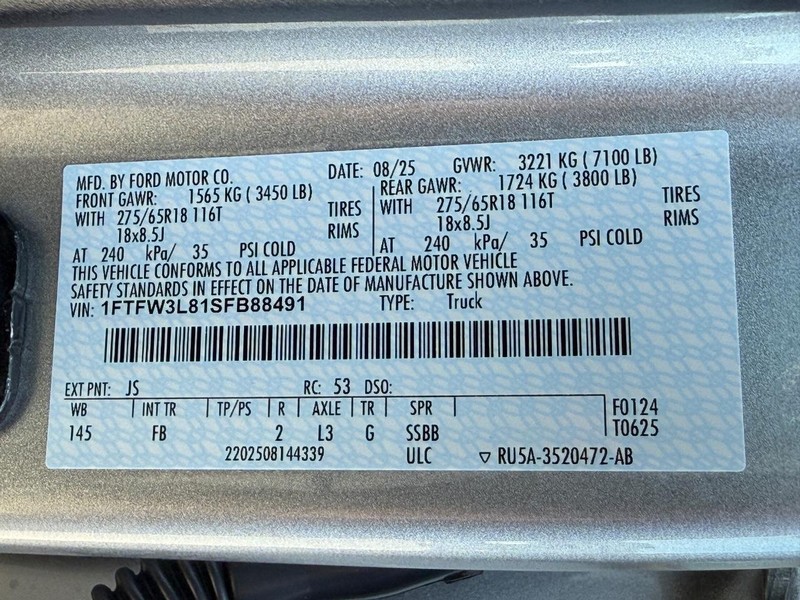 MFD. BY FORD MOTOR CO. DATE: 08/25 GVWR: 3221 KG ( 7100 LB)
FRONT GAWR: 1565 KG ( 3450 LB) REAR GAWR: 1724 KG ( 3800 LB)
WITH 275/65R18 116T TIRES WITH 275/65R18 116T TIRES
18x8.5J RIMS 18x8.5J RIMS
AT 240 kPa/ 35 PSI COLD AT 240 kPa/ 35 PSI COLD
THIS VEHICLE CONFORMS TO ALL APPLICABLE FEDERAL MOTOR VEHICLE
SAFETY STANDARDS IN EFFECT ON THE DATE OF MANUFACTURE SHOWN ABOVE.
VIN: 1FTFW3L81SFB88491 TYPE: Truck
EXT PNT: JS RC: 53 DSO:
WB INT TR TP/PS R AXLE TR SPR F0124
145 FB 2 L3 G SSBB T0625
2202508144339 ULC ▽ RU5A-3520472-AB